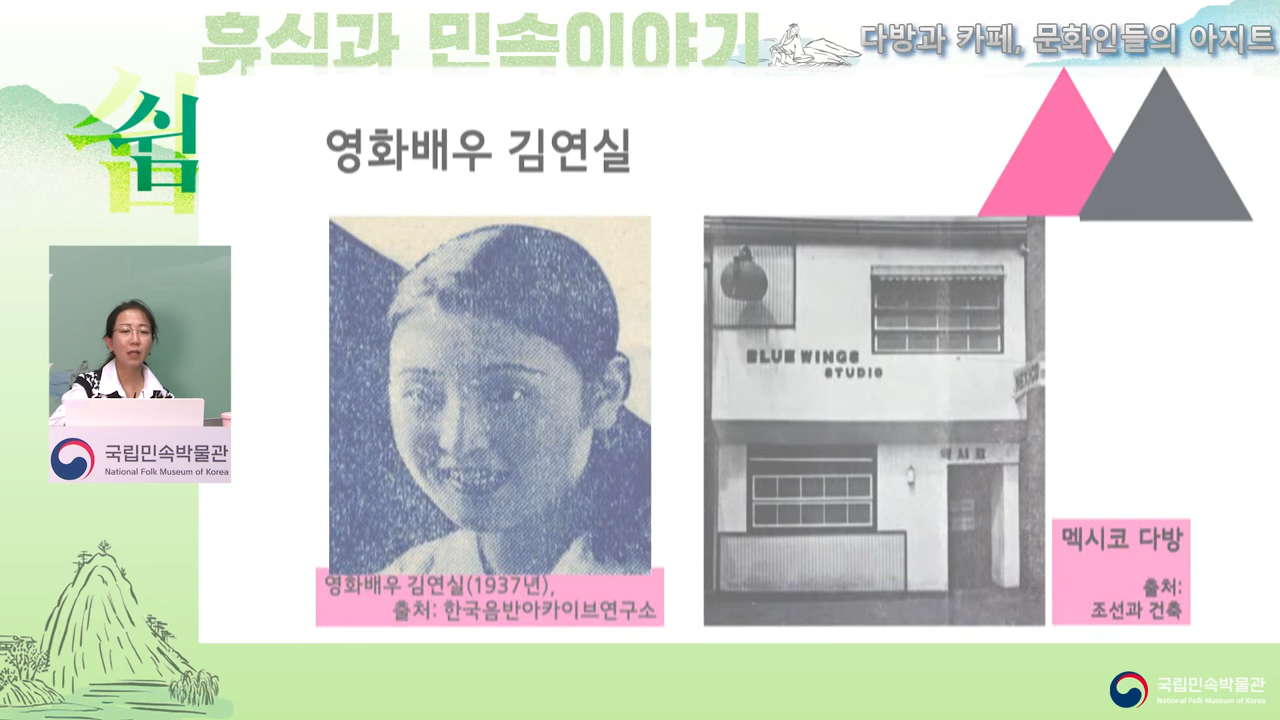 휴식과 민속이야기
다방과 카페, 문화인들의 아지트
쉼
영화배우 김연실
BLUE WINGS
STUDIO
MEXICO
멕시코
국립민속박물관
National Folk Museum of Korea
영화배우 김연실(1937년),
출처: 한국음반아카이브연구소
멕시코 다방
출처:
조선과 건축
국립민속박물관
National Folk Museum of Korea